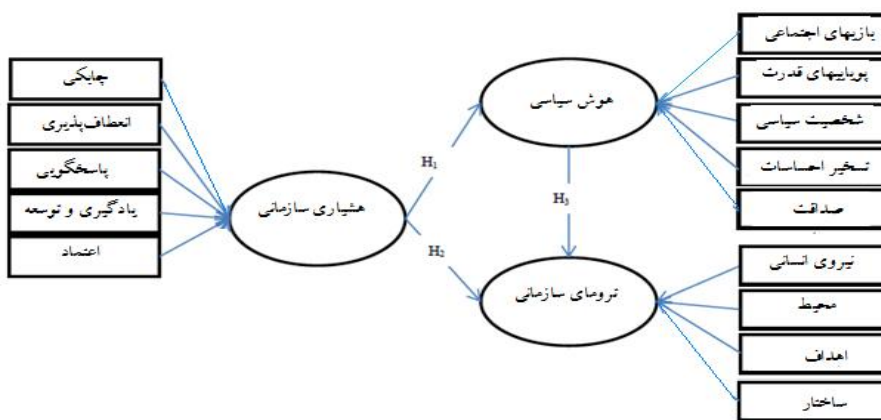 بازیهای اجتماعی
پویاییهای قدرت
شخصیت سیاسی
تسخیر احساسات
صداقت
هوش سیاسی
چابکی
انعطاف‌پذیری
پاسخگویی
یادگیری و توسعه
اعتماد
هشیاری سازمانی
H₁
H₂
H₃
ترومای سازمانی
نیروی انسانی
محیط
اهداف
ساختار